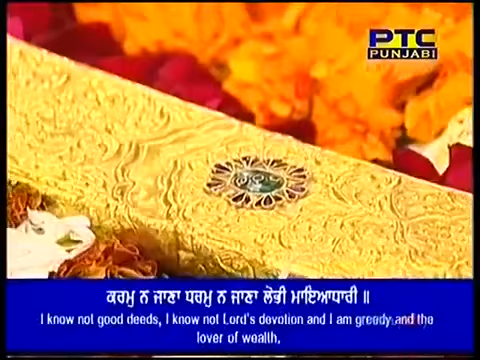 PTC
PUNJABI
ਕਰਮੁ ਨ ਜਾਣਾ ਧਰਮੁ ਨ ਜਾਣਾ ਲੋਭੀ ਮਾਇਆਧਾਰੀ ॥
I know not good deeds, I know not Lord's devotion and I am greedy and the
lover of wealth.